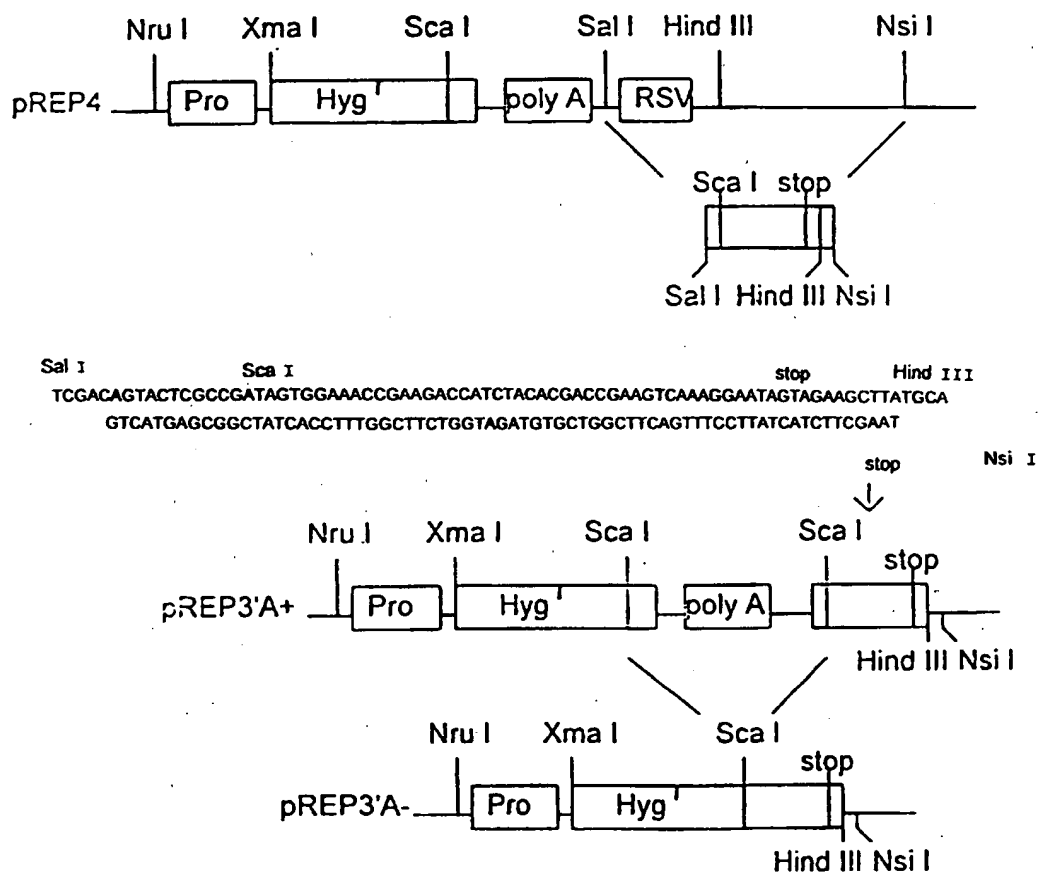 Nru I Xma I Sca I Sal I Hind III Nsi I
pREP4 Pro Hyg' poly A RSV
Sca I stop
Sal I Hind III Nsi I
Sal I Sca I stop Hind III
TCGACAGTACTCGCCGATAGTGGAAACCGAAGACCATCTACACGACCGAAGTCAAAGGAATAGTAGAAGCTTATGCA
GTCATGAGCGGCTATCACCTTTGGCTTCTGGTAGATGTGCTGGCTTCAGTTTCCTTATCATCTTCGAAT
stop Nsi I
Nru I Xma I Sca I Sca I
stop
pREP3'A+ Pro Hyg' poly A
Hind III Nsi I
Nru I Xma I Sca I
stop
pREP3'A- Pro Hyg'
Hind III Nsi I